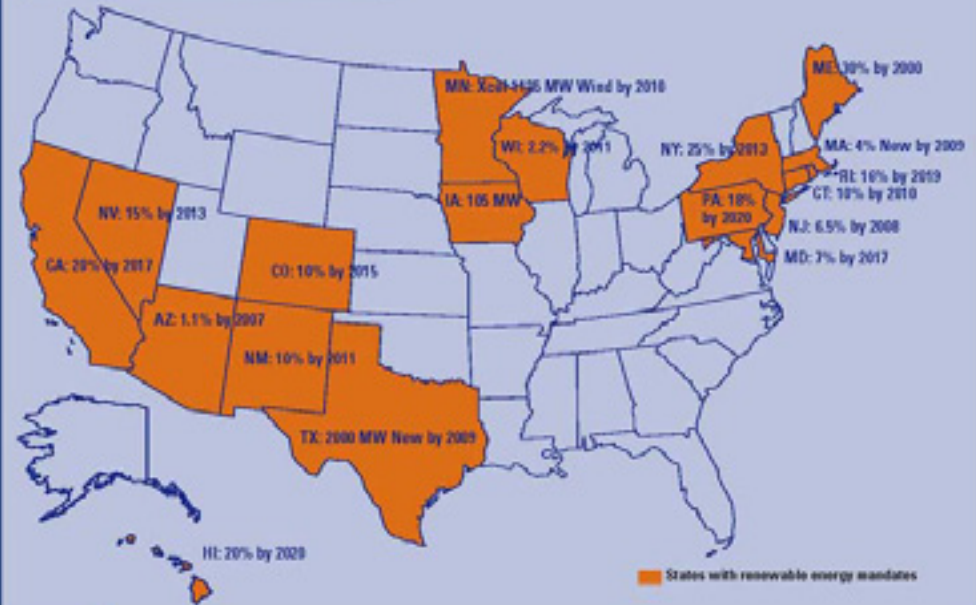 ME: 30% by 2000
MN: Xcel 1125 MW Wind by 2010
WI: 2.2% by 2011
NY: 25% by 2013
MA: 4% New by 2009
RI: 16% by 2019
CT: 10% by 2010
IA: 105 MW
PA: 18%
by 2020
NV: 15% by 2013
NJ: 6.5% by 2008
MD: 7% by 2017
CA: 20% by 2017
CO: 10% by 2015
AZ: 1.1% by 2007
NM: 10% by 2011
TX: 2000 MW New by 2009
HI: 20% by 2020
States with renewable energy mandates